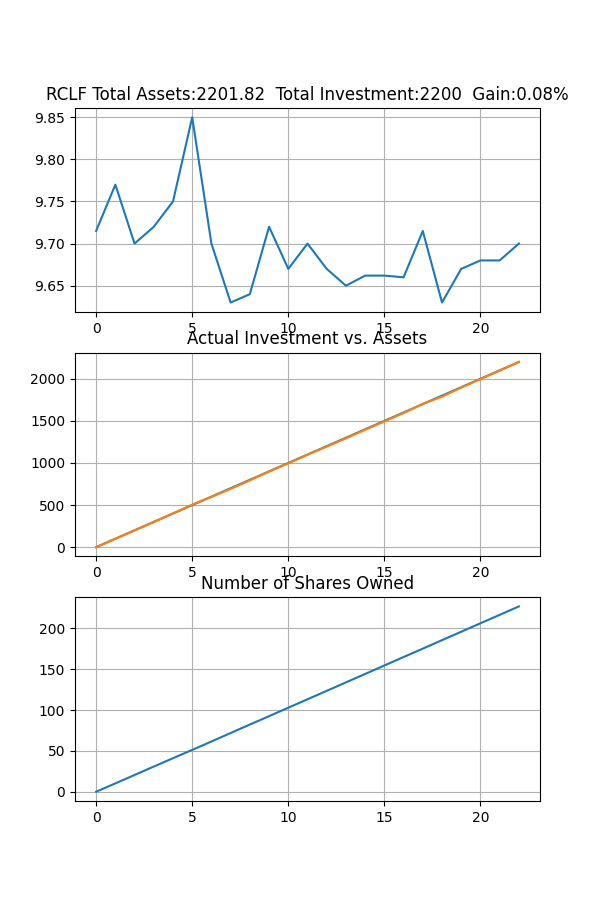 RCLF Total Assets:2201.82  Total Investment:2200  Gain:0.08%
9.85
9.80
9.75
9.70
9.65
0 5 10 15 20
Actual Investment vs. Assets
2000
1500
1000
500
0
0 5 10 15 20
Number of Shares Owned
200
150
100
50
0
0 5 10 15 20